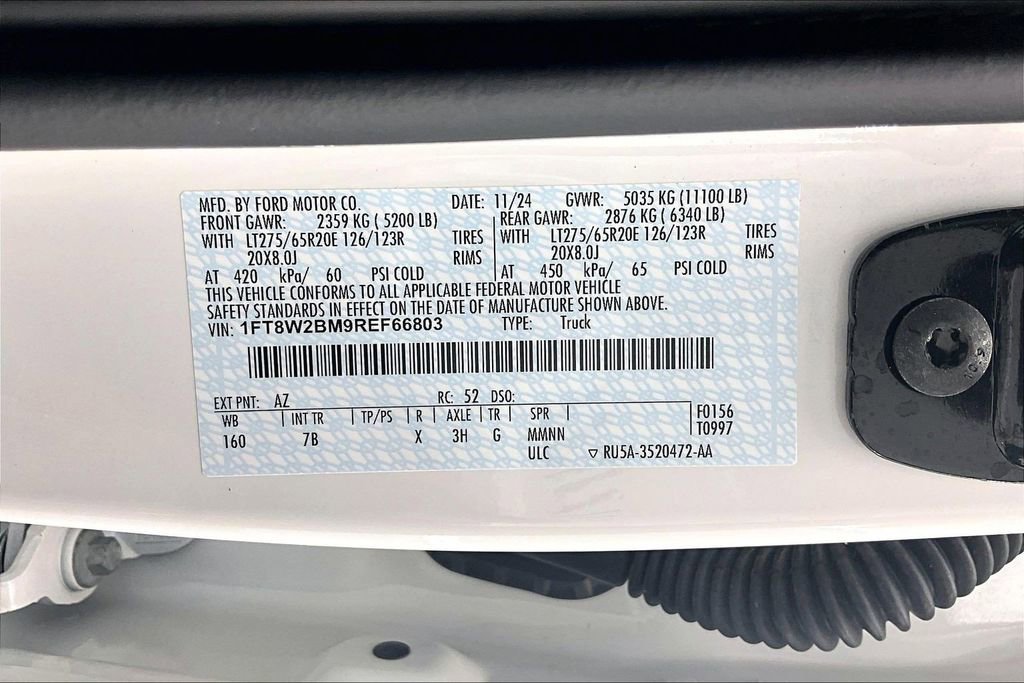 MFD. BY FORD MOTOR CO. DATE: 11/24 GVWR: 5035 KG (11100 LB)
FRONT GAWR: 2359 KG ( 5200 LB) REAR GAWR: 2876 KG ( 6340 LB)
WITH LT275/65R20E 126/123R TIRES WITH LT275/65R20E 126/123R TIRES
20X8.0J RIMS 20X8.0J RIMS
AT 420 kPa/ 60 PSI COLD AT 450 kPa/ 65 PSI COLD
THIS VEHICLE CONFORMS TO ALL APPLICABLE FEDERAL MOTOR VEHICLE
SAFETY STANDARDS IN EFFECT ON THE DATE OF MANUFACTURE SHOWN ABOVE.
VIN: 1FT8W2BM9REF66803 TYPE: Truck
EXT PNT: AZ RC: 52 DSO:
WB INT TR TP/PS R AXLE TR SPR F0156
160 7B X 3H G MMNN T0997
ULC ▽ RU5A-3520472-AA
10.9